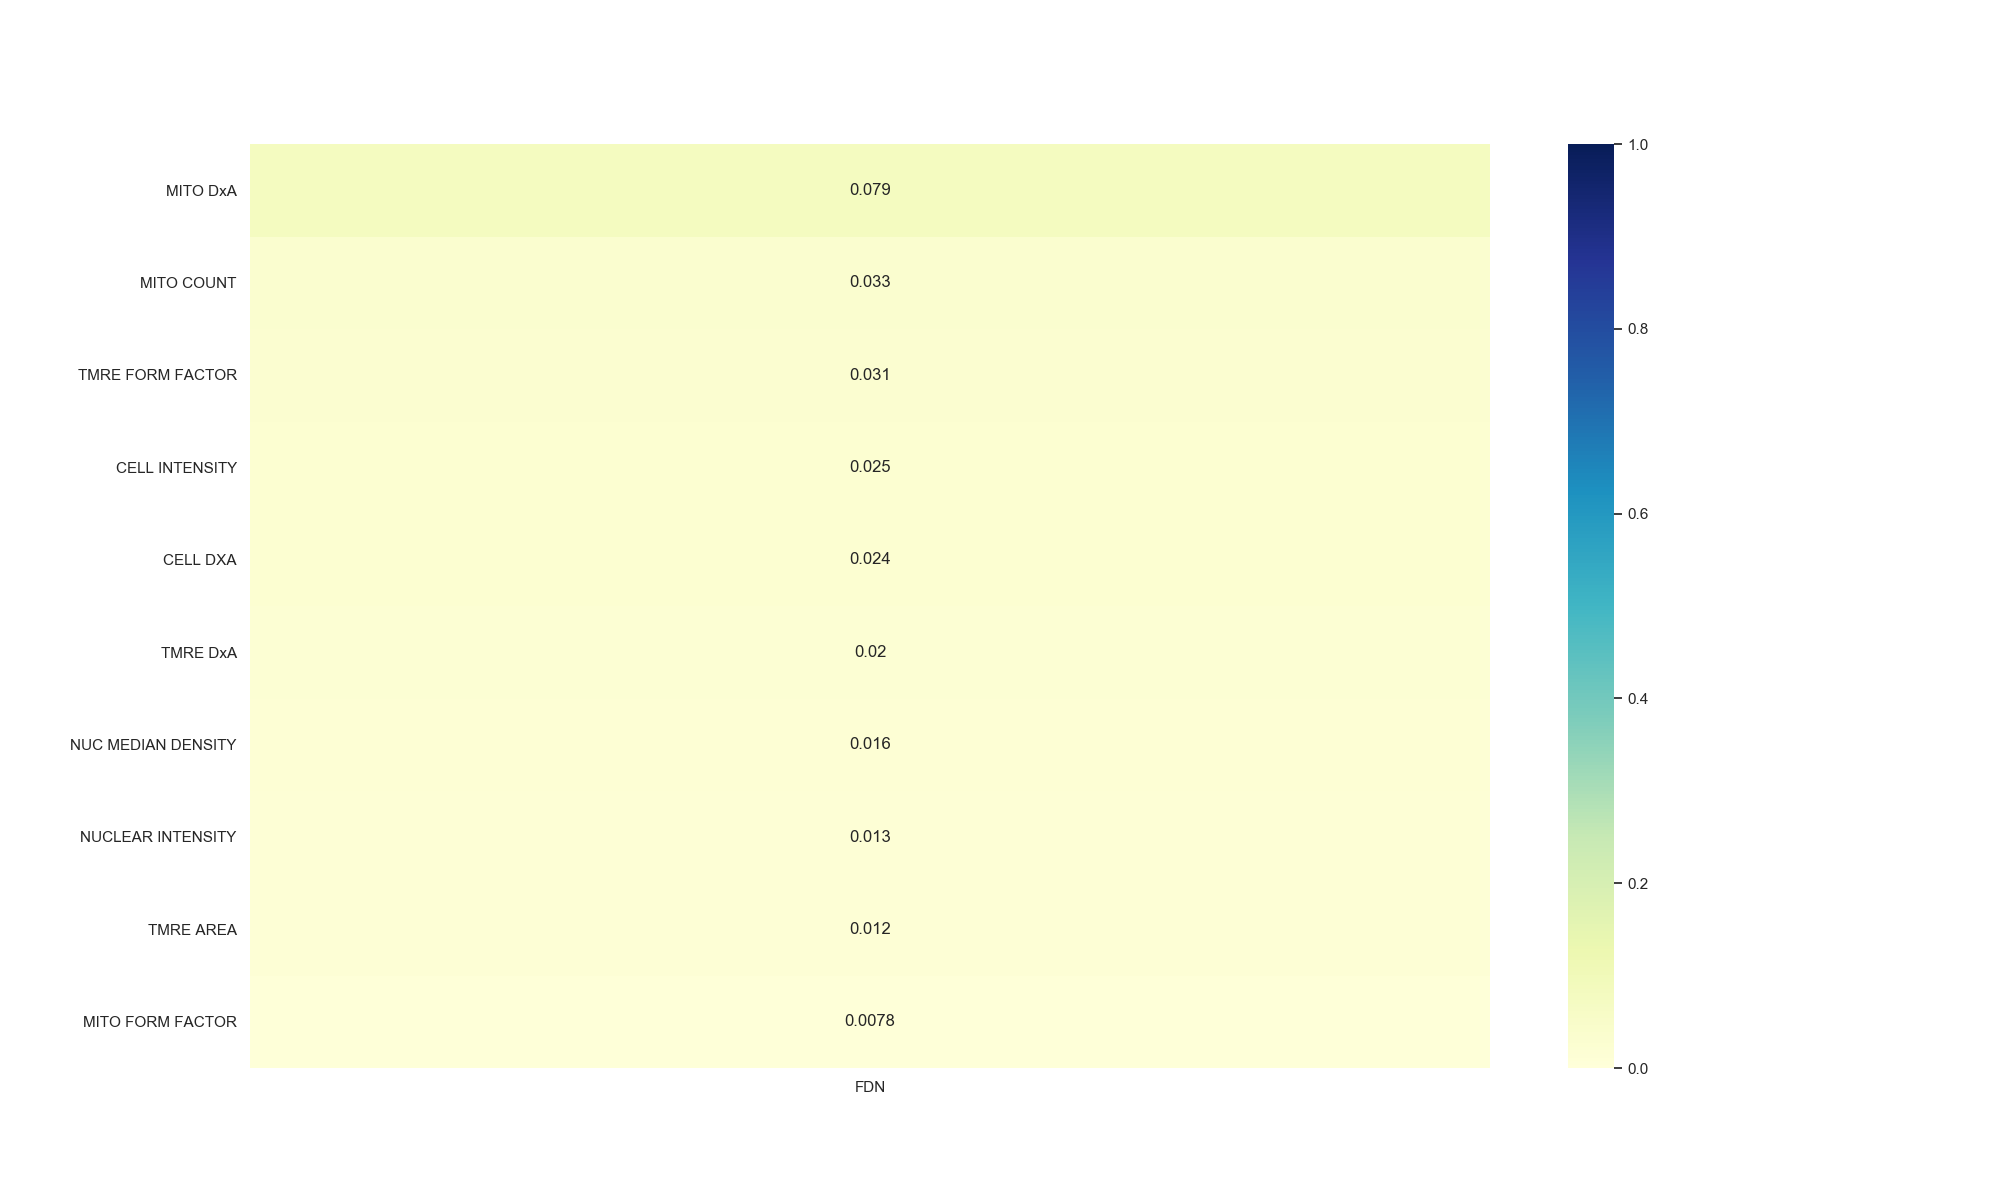 MITO DxA 0.079
MITO COUNT 0.033
TMRE FORM FACTOR 0.031
CELL INTENSITY 0.025
CELL DXA 0.024
TMRE DxA 0.02
NUC MEDIAN DENSITY 0.016
NUCLEAR INTENSITY 0.013
TMRE AREA 0.012
MITO FORM FACTOR 0.0078
FDN
1.0
0.8
0.6
0.4
0.2
0.0